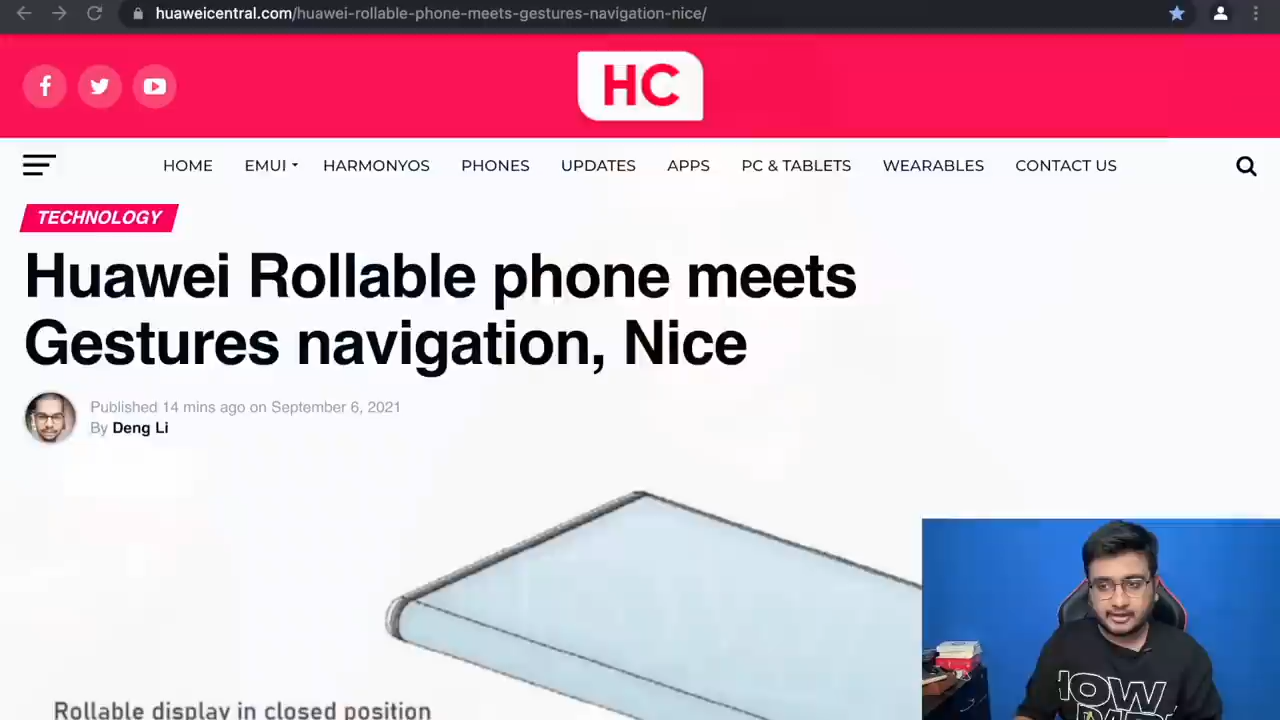 huaweicentral.com/huawei-rollable-phone-meets-gestures-navigation-nice/
HC
HOME EMUI HARMONYOS PHONES UPDATES APPS PC & TABLETS WEARABLES CONTACT US
TECHNOLOGY
Huawei Rollable phone meets
Gestures navigation, Nice
Published 14 mins ago on September 6, 2021
By Deng Li
Rollable display in closed position